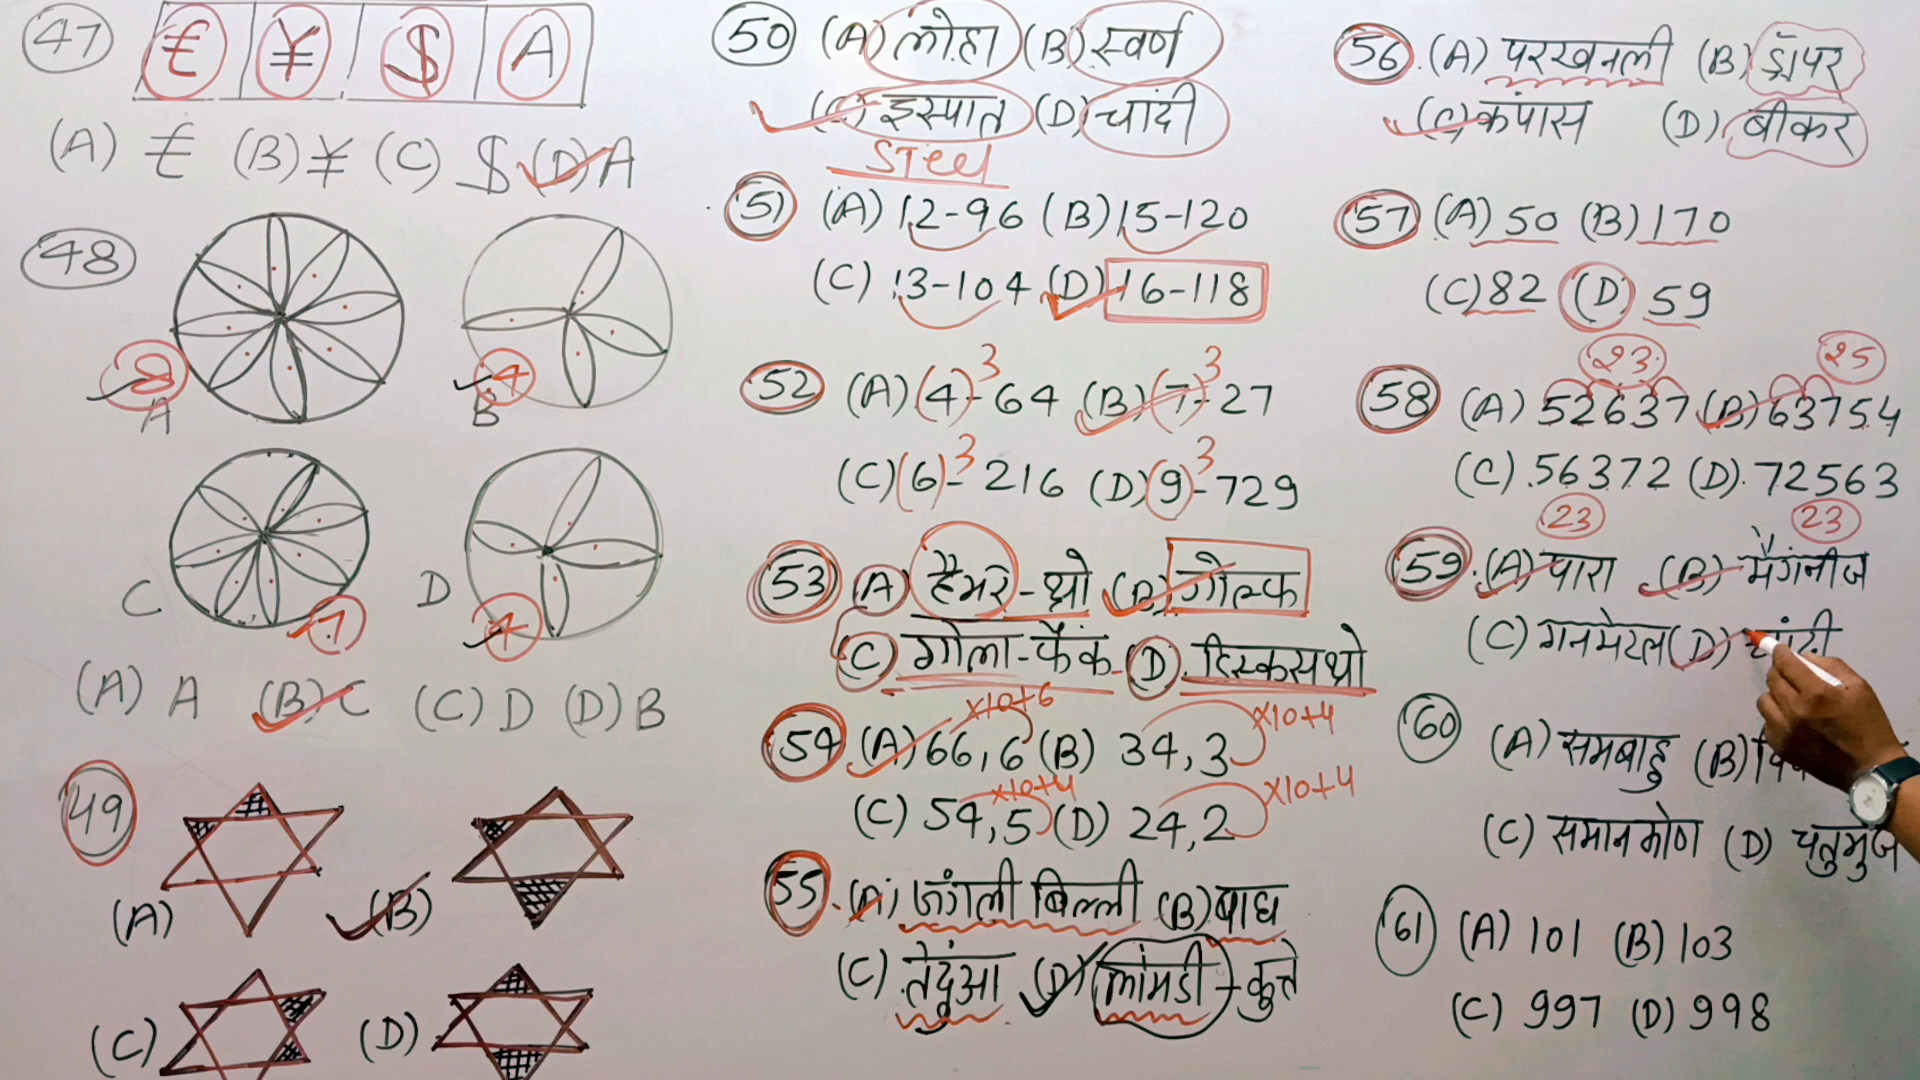 47 € ¥ $ A
(A) € (B) ¥ (C) $ (D) A
48
8 A
4 B
C 7
D 4
(A) A (B) C (C) D (D) B
49
(A) (B)
(C) (D)
50 (A) लोहा (B) स्वर्ण
(C) इस्पात (D) चांदी
STeel
51 (A) 12-96 (B) 15-120
(C) 13-104 (D) 16-118
52 (A) (4)³-64 (B) (7)³-27
(C) (6)³-216 (D) (9)³-729
53 (A) हैमर-थ्रो (B) गोल्फ
(C) गोला-फेंक (D) डिस्कसथ्रो
×10+6 ×10+4
54 (A) 66,6 (B) 34,3
×10+4 ×10+4
(C) 54,5 (D) 24,2
55. (A) जंगली बिल्ली (B) बाघ
(C) तेदुंआ (D) लोमडी - कुत्ते
56. (A) परखनली (B) ड्रॉपर
(C) कंपास (D) बीकर
57 (A) 50 (B) 170
(C) 82 (D) 59
23 25
58 (A) 52637 (B) 63754
(C) 56372 (D) 72563
23 23
59. (A) पारा (B) मैंगनीज
(C) गनमेटल (D) चांदी
60 (A) समबाहु (B)
(C) समानकोण (D) चतुर्भुज
61 (A) 101 (B) 103
(C) 997 (D) 998